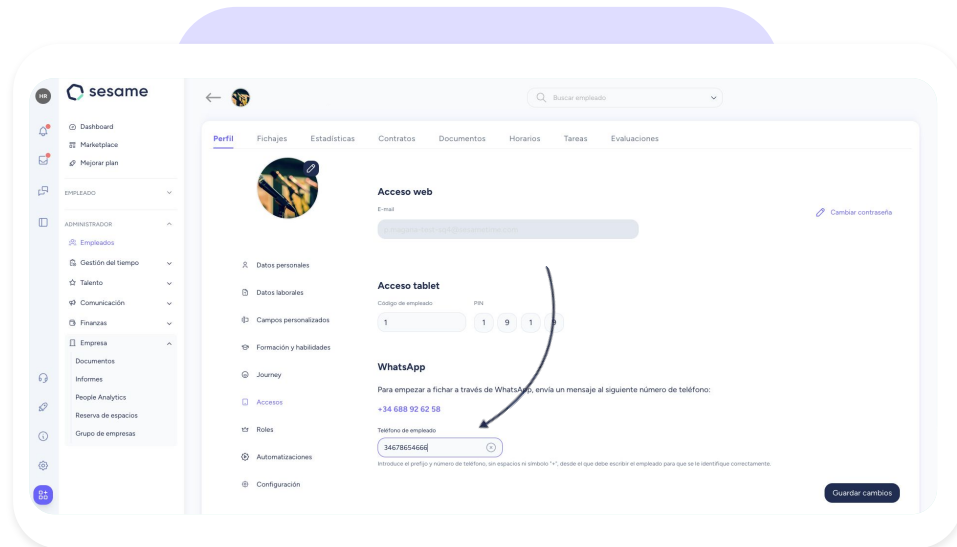 HR
sesame
Buscar empleado
Dashboard
Marketplace
Mejorar plan
EMPLEADO
ADMINISTRADOR
Empleados
Gestión del tiempo
Talento
Comunicación
Finanzas
Empresa
Documentos
Informes
People Analytics
Reserva de espacios
Grupo de empresas
Perfil
Fichajes
Estadísticas
Contratos
Documentos
Horarios
Tareas
Evaluaciones
Datos personales
Datos laborales
Campos personalizados
Formación y habilidades
Journey
Accesos
Roles
Automatizaciones
Configuración
Acceso web
E-mail
Cambiar contraseña
Acceso tablet
Código de empleado PIN
1 1 9 1 9
WhatsApp
Para empezar a fichar a través de WhatsApp, envía un mensaje al siguiente número de teléfono:
+34 688 92 62 58
Teléfono de empleado
34678654666
Introduce el prefijo y número de teléfono, sin espacios ni símbolo "+", desde el que debe escribir el empleado para que se le identifique correctamente.
Guardar cambios